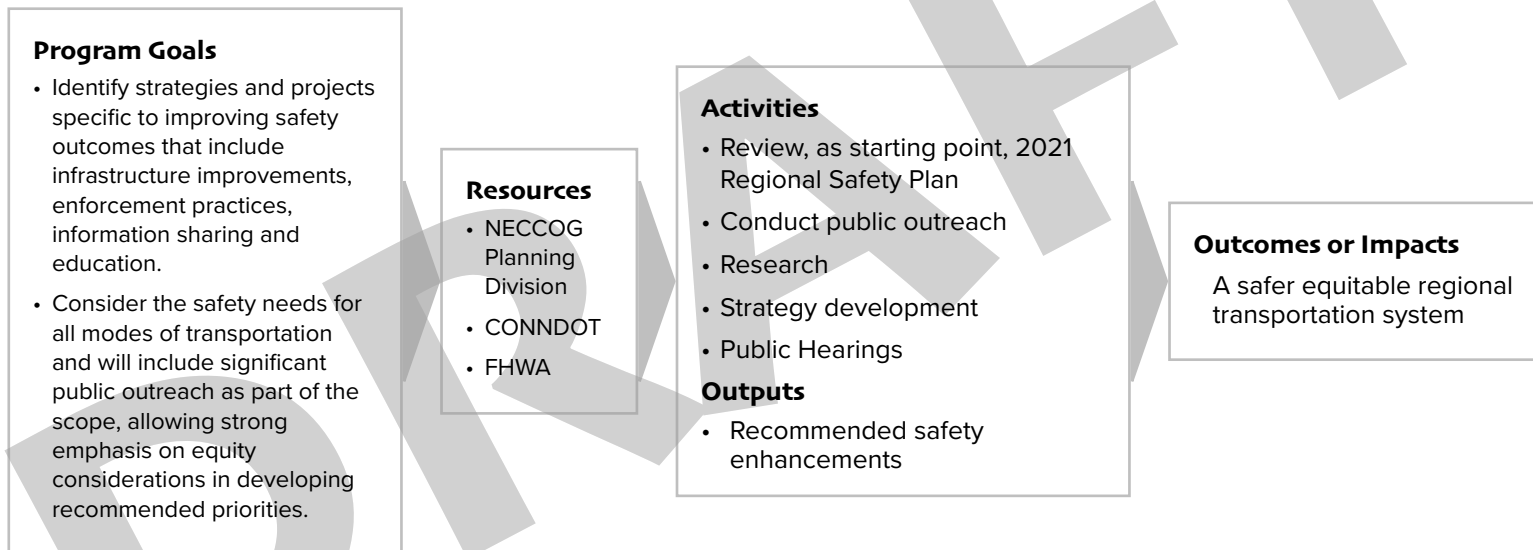 Program Goals
• Identify strategies and projects
specific to improving safety
outcomes that include
infrastructure improvements,
enforcement practices,
information sharing and
education.
• Consider the safety needs for
all modes of transportation
and will include significant
public outreach as part of the
scope, allowing strong
emphasis on equity
considerations in developing
recommended priorities.
Resources
• NECCOG
Planning
Division
• CONNDOT
• FHWA
Activities
• Review, as starting point, 2021
Regional Safety Plan
• Conduct public outreach
• Research
• Strategy development
• Public Hearings
Outputs
• Recommended safety
enhancements
Outcomes or Impacts
A safer equitable regional
transportation system
DRAFT